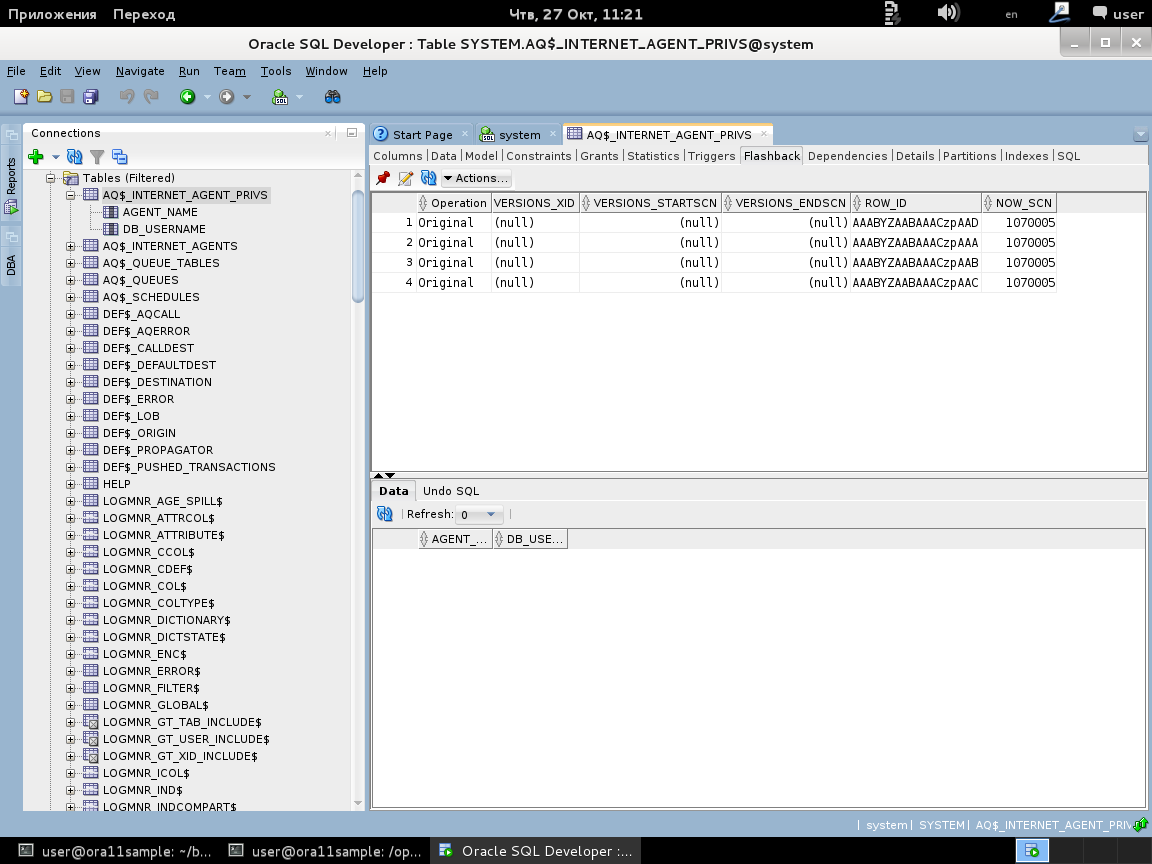 Приложения Переход Чтв, 27 Окт, 11:21 en user
Oracle SQL Developer : Table SYSTEM.AQ$_INTERNET_AGENT_PRIVS@system
File Edit View Navigate Run Team Tools Window Help
Reports
DBA
Connections
Tables (Filtered)
AQ$_INTERNET_AGENT_PRIVS
AGENT_NAME
DB_USERNAME
AQ$_INTERNET_AGENTS
AQ$_QUEUE_TABLES
AQ$_QUEUES
AQ$_SCHEDULES
DEF$_AQCALL
DEF$_AQERROR
DEF$_CALLDEST
DEF$_DEFAULTDEST
DEF$_DESTINATION
DEF$_ERROR
DEF$_LOB
DEF$_ORIGIN
DEF$_PROPAGATOR
DEF$_PUSHED_TRANSACTIONS
HELP
LOGMNR_AGE_SPILL$
LOGMNR_ATTRCOL$
LOGMNR_ATTRIBUTE$
LOGMNR_CCOL$
LOGMNR_CDEF$
LOGMNR_COL$
LOGMNR_COLTYPE$
LOGMNR_DICTIONARY$
LOGMNR_DICTSTATE$
LOGMNR_ENC$
LOGMNR_ERROR$
LOGMNR_FILTER$
LOGMNR_GLOBAL$
LOGMNR_GT_TAB_INCLUDE$
LOGMNR_GT_USER_INCLUDE$
LOGMNR_GT_XID_INCLUDE$
LOGMNR_ICOL$
LOGMNR_IND$
LOGMNR_INDCOMPART$
Start Page system AQ$_INTERNET_AGENT_PRIVS
Columns Data Model Constraints Grants Statistics Triggers Flashback Dependencies Details Partitions Indexes SQL
Actions...
Operation VERSIONS_XID VERSIONS_STARTSCN VERSIONS_ENDSCN ROW_ID NOW_SCN
1 Original (null) (null) (null) AAABYZAABAAACzpAAD 1070005
2 Original (null) (null) (null) AAABYZAABAAACzpAAA 1070005
3 Original (null) (null) (null) AAABYZAABAAACzpAAB 1070005
4 Original (null) (null) (null) AAABYZAABAAACzpAAC 1070005
Data Undo SQL
Refresh: 0
AGENT_... DB_USE...
system SYSTEM AQ$_INTERNET_AGENT_PRIV
user@ora11sample: ~/b... user@ora11sample: /op... Oracle SQL Developer :...